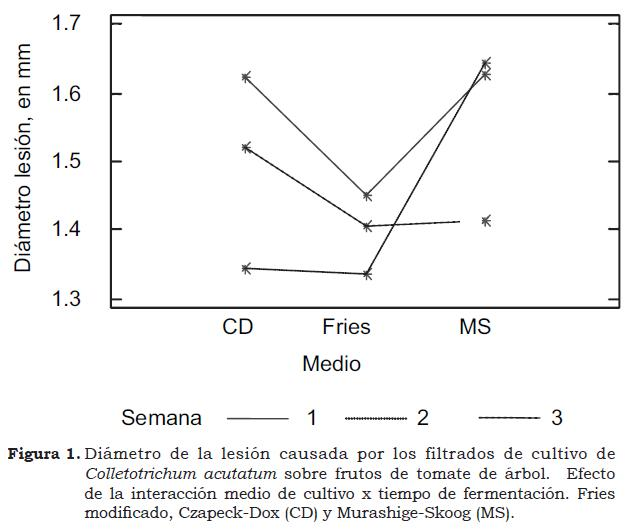 Diámetro lesión, en mm
1.7
1.6
1.5
1.4
1.3
CD Fries MS
Medio
Semana 1 2 3
Figura 1. Diámetro de la lesión causada por los filtrados de cultivo de
Colletotrichum acutatum sobre frutos de tomate de árbol. Efecto
de la interacción medio de cultivo x tiempo de fermentación. Fries
modificado, Czapeck-Dox (CD) y Murashige-Skoog (MS).